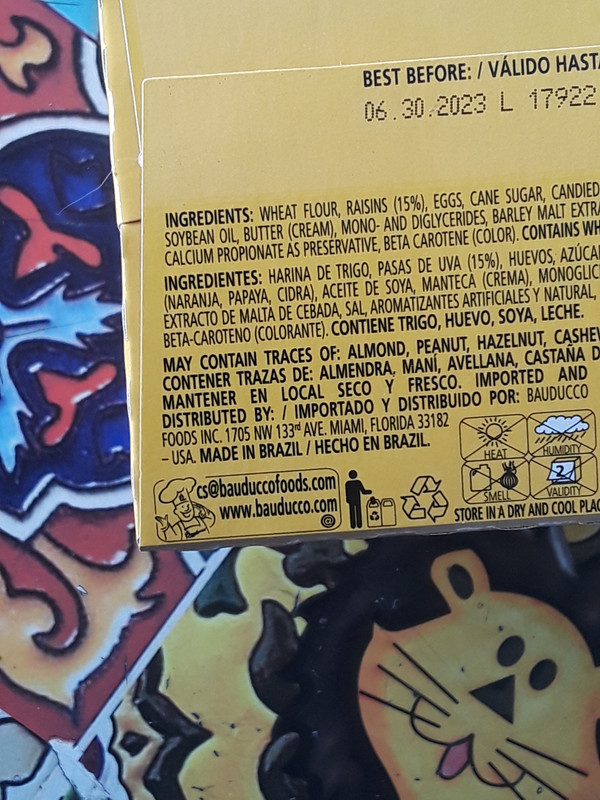 BEST BEFORE: / VÁLIDO HASTA
06.30.2023 L 17922
INGREDIENTS: WHEAT FLOUR, RAISINS (15%), EGGS, CANE SUGAR, CANDIED
SOYBEAN OIL, BUTTER (CREAM), MONO- AND DIGLYCERIDES, BARLEY MALT
CALCIUM PROPIONATE AS PRESERVATIVE, BETA CAROTENE (COLOR). CONTAINS
INGREDIENTES: HARINA DE TRIGO, PASAS DE UVA (15%), HUEVOS,
(NARANJA, PAPAYA, CIDRA), ACEITE DE SOYA, MANTECA (CREMA),
EXTRACTO DE MALTA DE CEBADA, SAL, AROMATIZANTES ARTIFICIALES Y NATURAL,
BETA-CAROTENO (COLORANTE). CONTIENE TRIGO, HUEVO, SOYA, LECHE.
MAY CONTAIN TRACES OF: ALMOND, PEANUT, HAZELNUT,
CONTENER TRAZAS DE: ALMENDRA, MANÍ, AVELLANA, CASTAÑA
MANTENER EN LOCAL SECO Y FRESCO. IMPORTED AND
DISTRIBUTED BY: / IMPORTADO Y DISTRIBUIDO POR: BAUDUCCO
FOODS INC. 1705 NW 133rd AVE. MIAMI, FLORIDA 33182
– USA. MADE IN BRAZIL / HECHO EN BRAZIL.
HEAT HUMIDITY
SMELL VALIDITY
cs@bauduccofoods.com
www.bauducco.com
@
STORE IN A DRY AND COOL